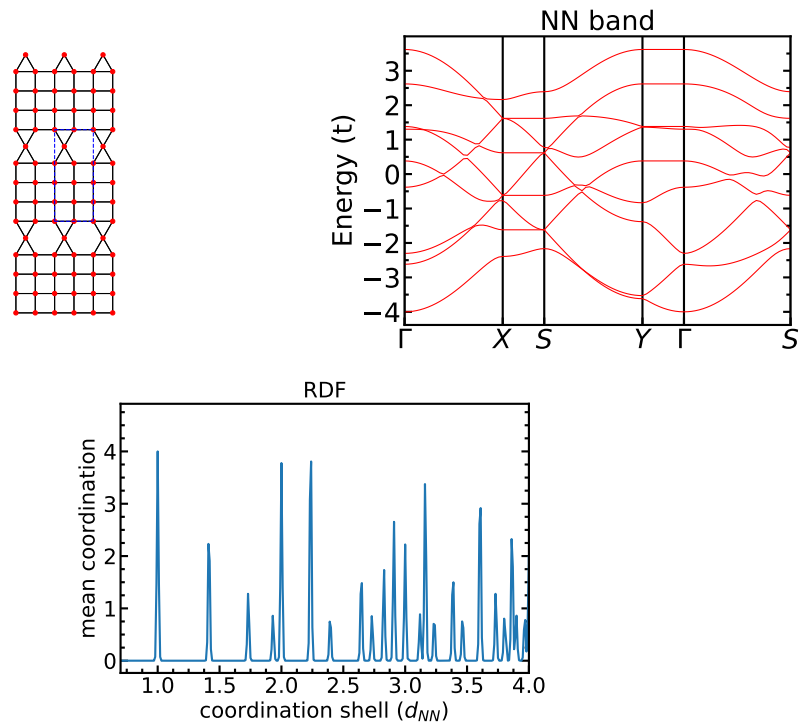 NN band
Energy (t)
3
2
1
0
−1
−2
−3
−4
Γ X S Y Γ S
RDF
mean coordination
4
3
2
1
0
1.0 1.5 2.0 2.5 3.0 3.5 4.0
coordination shell (d_NN)